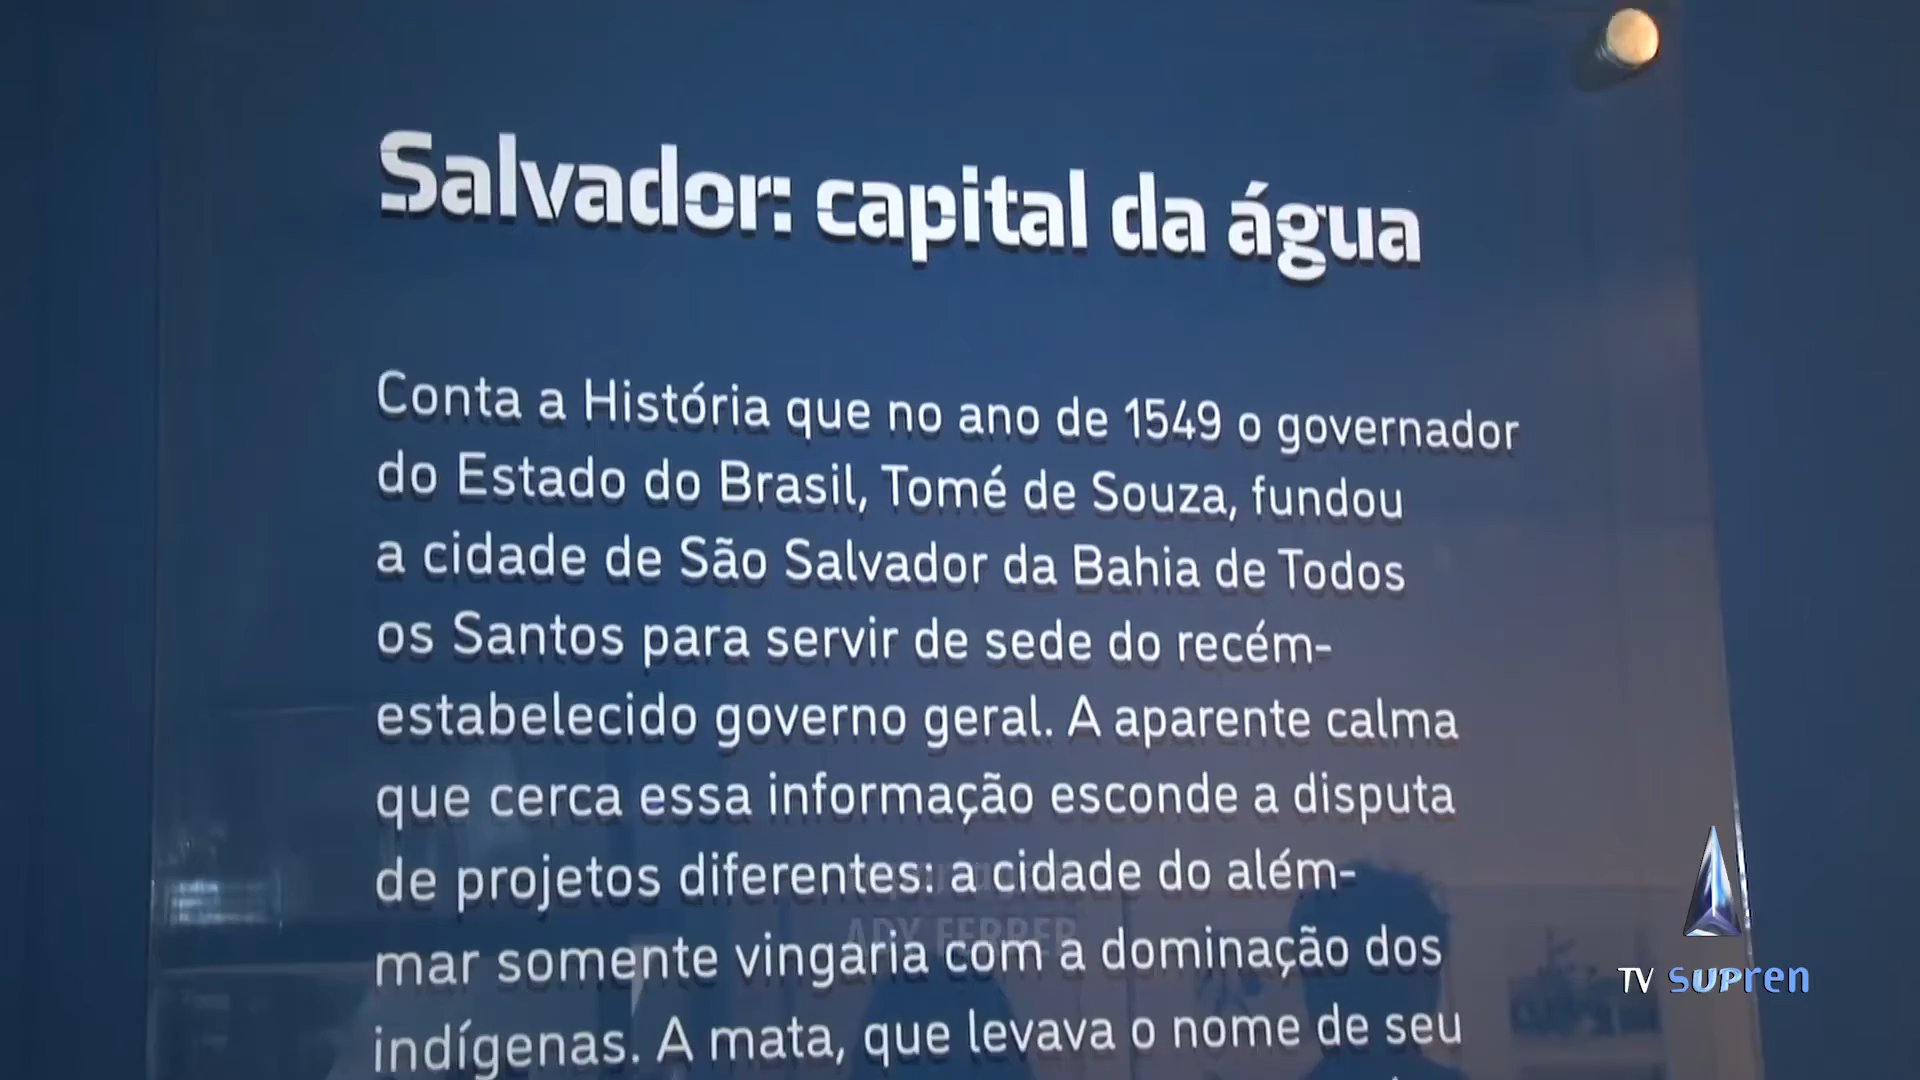 Salvador: capital da água
Conta a História que no ano de 1549 o governador
do Estado do Brasil, Tomé de Souza, fundou
a cidade de São Salvador da Bahia de Todos
os Santos para servir de sede do recém-
estabelecido governo geral. A aparente calma
que cerca essa informação esconde a disputa
de projetos diferentes: a cidade do além-
mar somente vingaria com a dominação dos
indígenas. A mata, que levava o nome de seu
ADY FERRER
TV SUPren